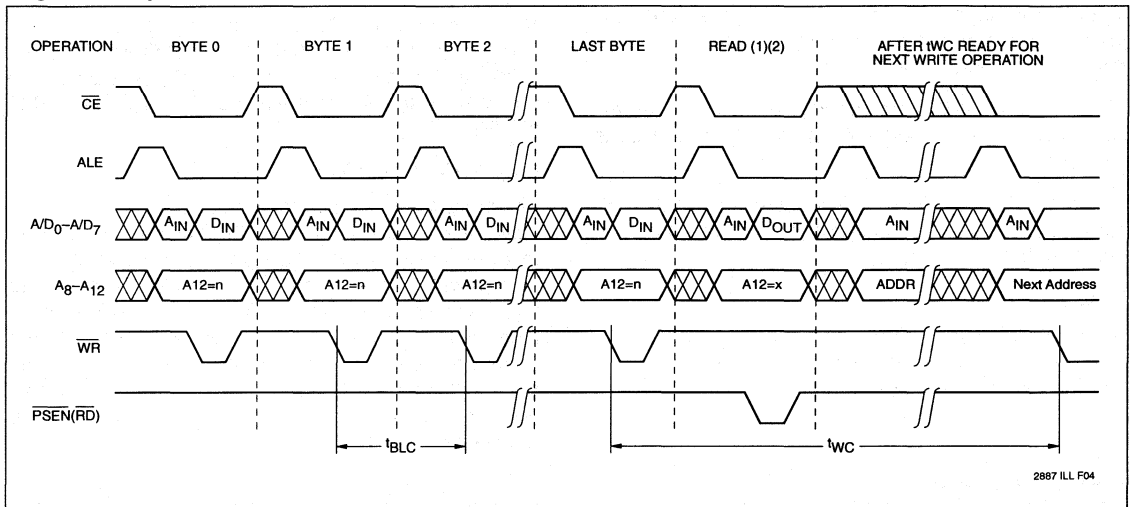 OPERATION BYTE 0 BYTE 1 BYTE 2 LAST BYTE READ (1)(2) AFTER tWC READY FOR
NEXT WRITE OPERATION
CE
ALE
A/D0–A/D7 AIN DIN AIN DIN AIN DIN AIN DIN AIN DOUT AIN AIN
A8–A12 A12=n A12=n A12=n A12=n A12=x ADDR Next Address
WR
PSEN(RD)
tBLC tWC
2887 ILL F04